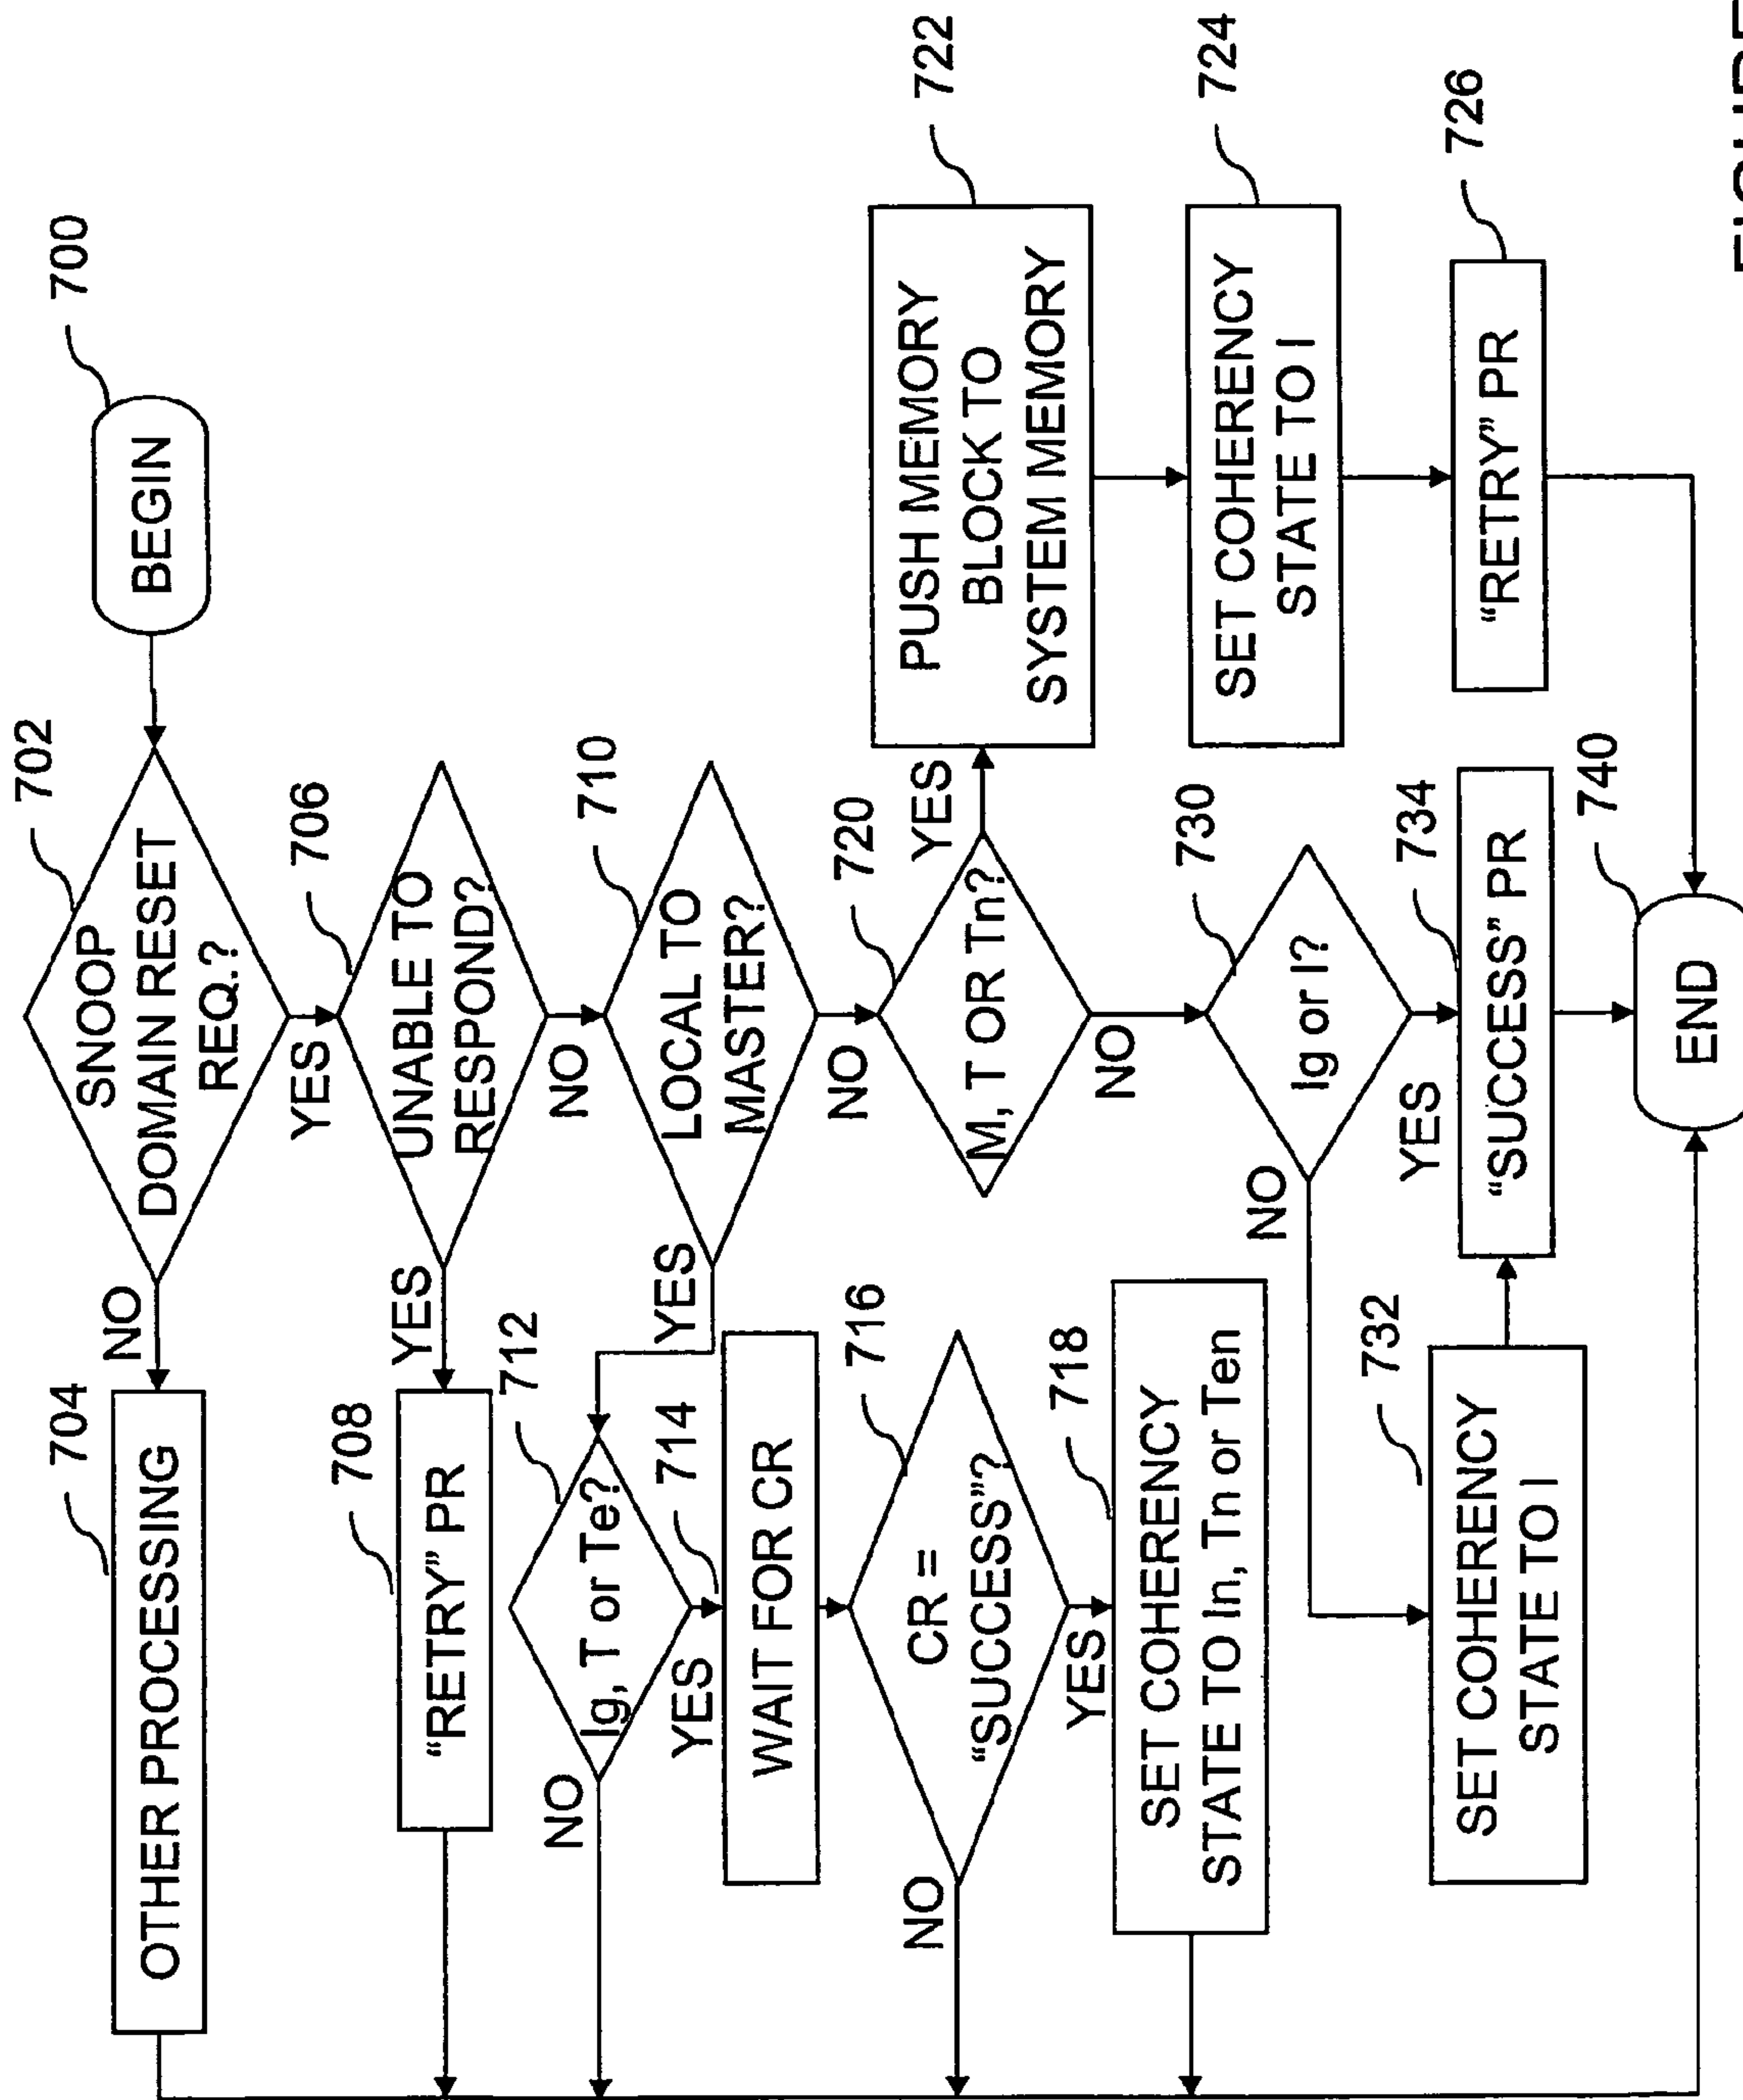 700
BEGIN
702
SNOOP
DOMAIN RESET
REQ.?
NO
YES
704
OTHER PROCESSING
706
UNABLE TO
RESPOND?
YES
NO
708
"RETRY" PR
710
LOCAL TO
MASTER?
YES
NO
712
Ig, T or Te?
NO
YES
714
WAIT FOR CR
716
CR =
"SUCCESS"?
NO
YES
718
SET COHERENCY
STATE TO In, Tn or Ten
720
M, T OR Tn?
YES
NO
722
PUSH MEMORY
BLOCK TO
SYSTEM MEMORY
724
SET COHERENCY
STATE TO I
726
"RETRY" PR
730
Ig or I?
NO
YES
732
SET COHERENCY
STATE TO I
734
"SUCCESS" PR
740
END
FIGURE